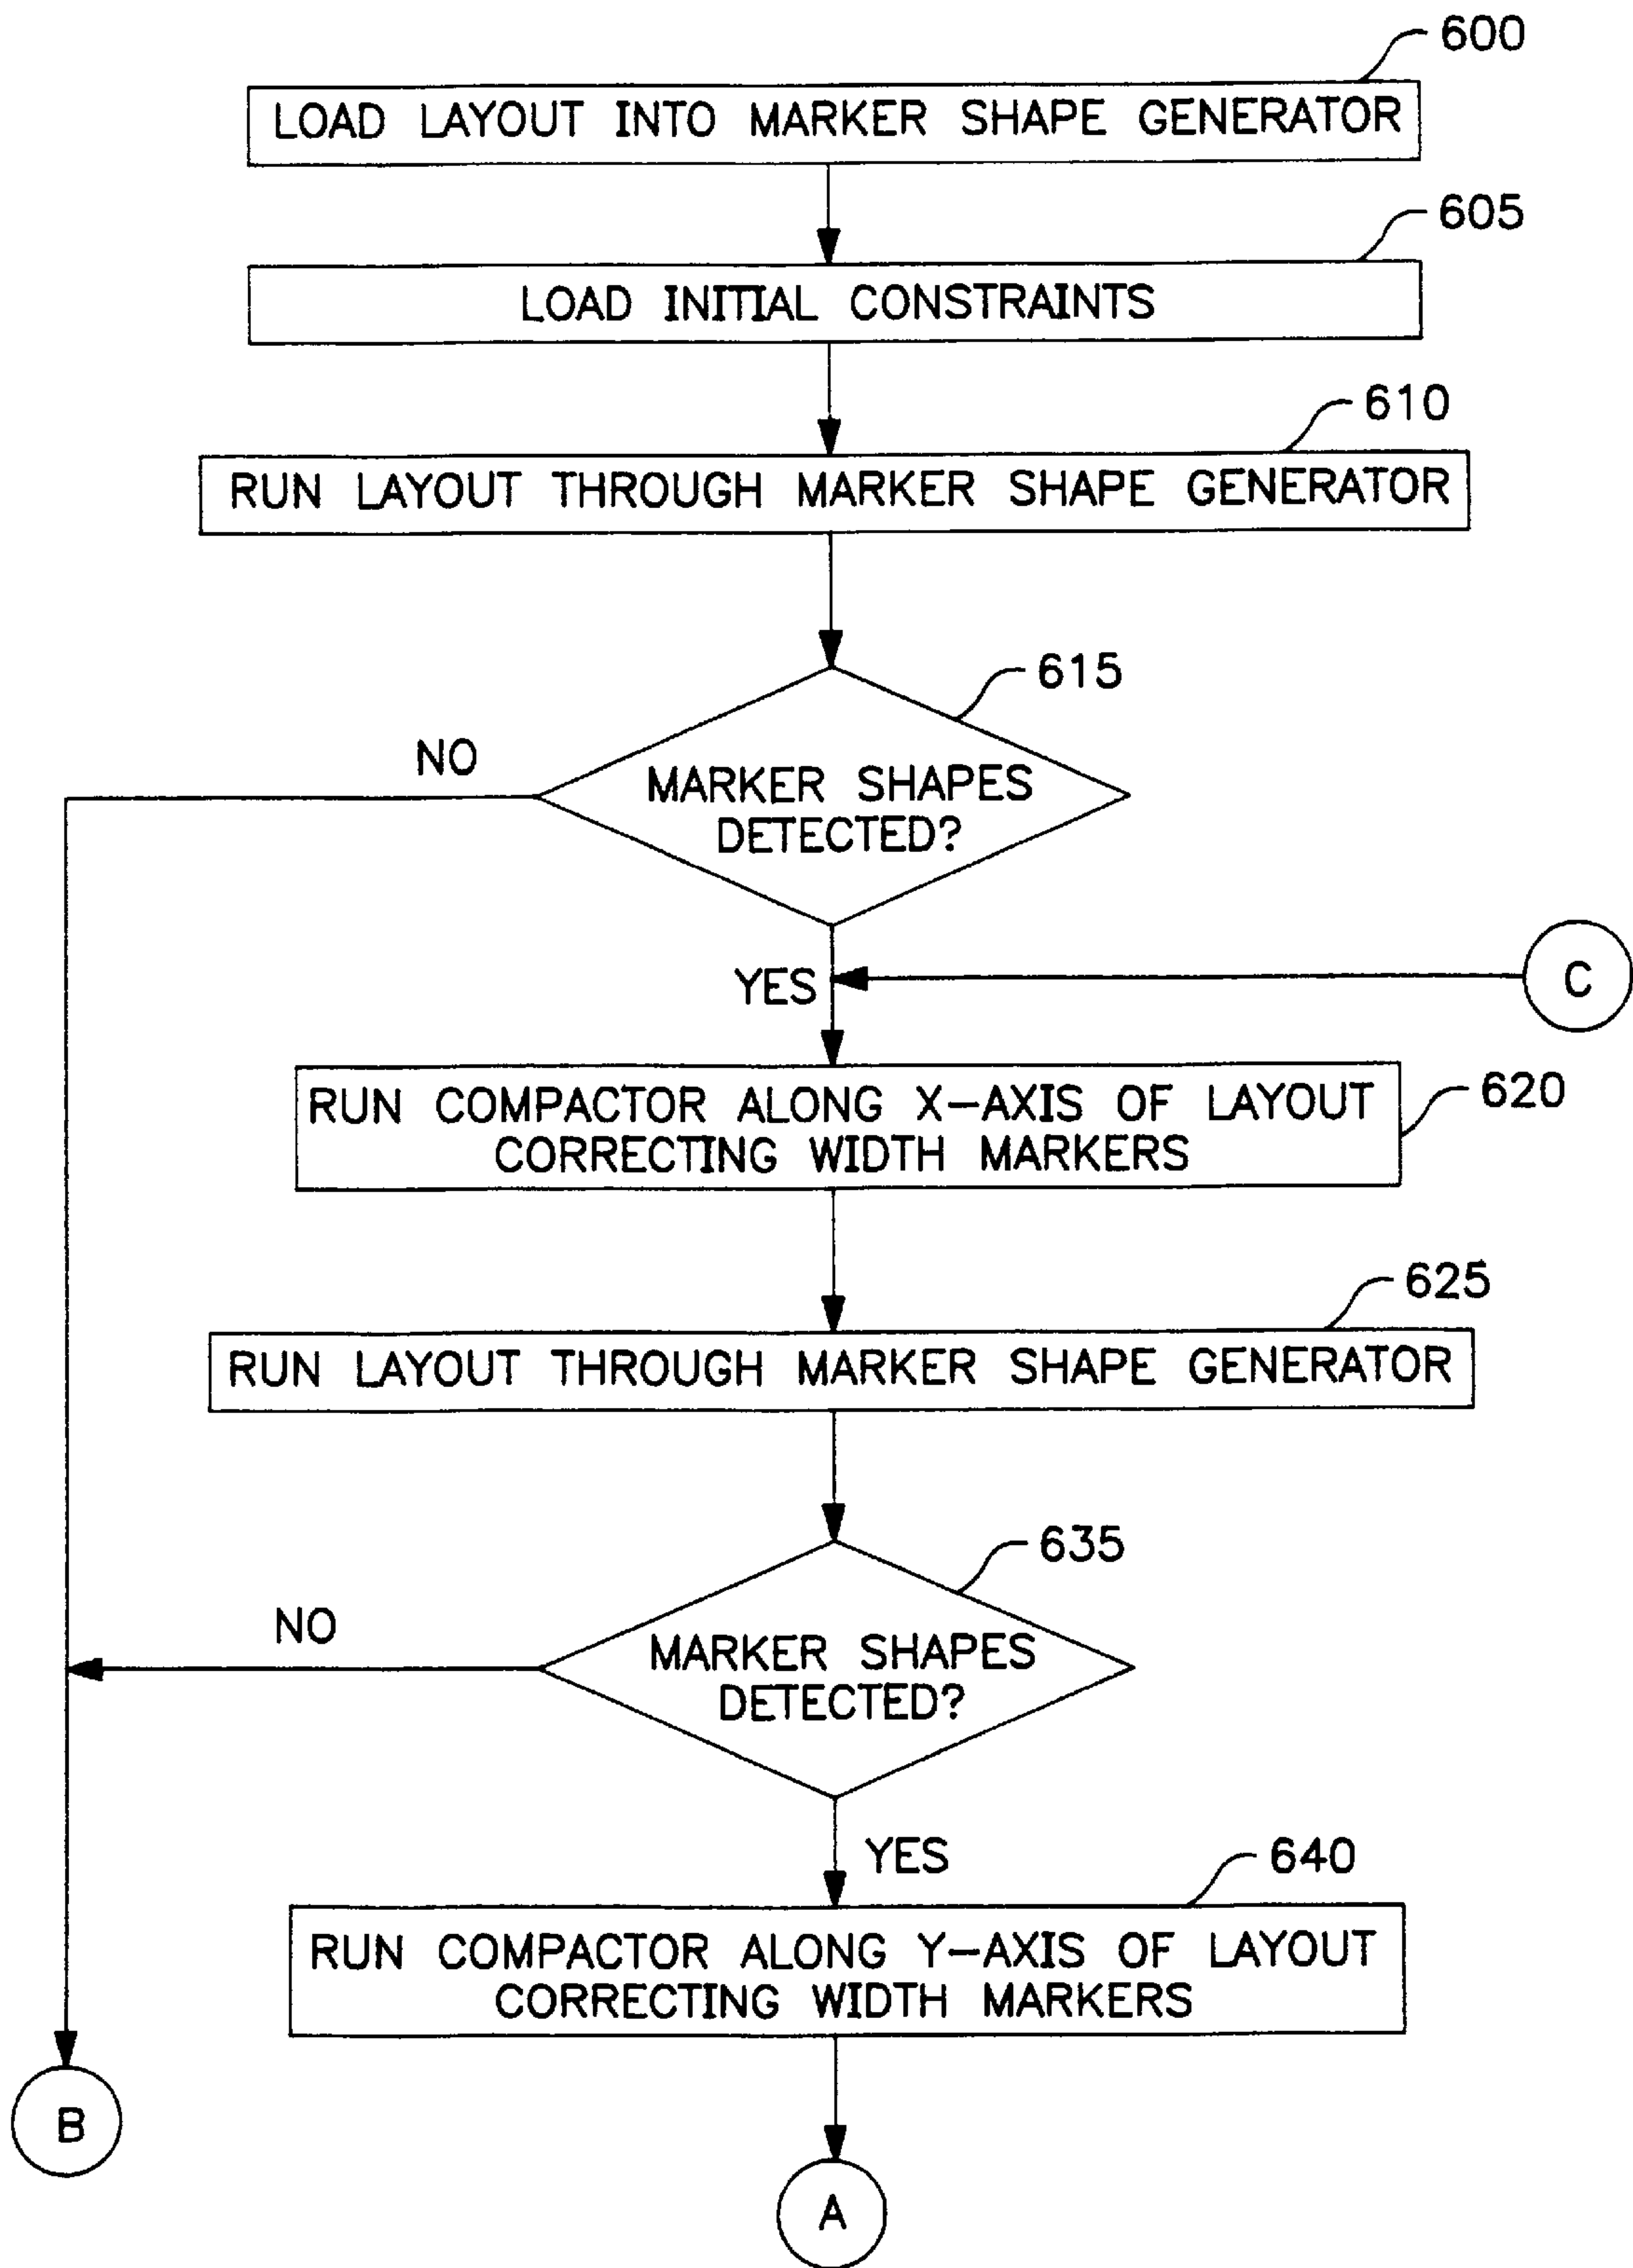 600
LOAD LAYOUT INTO MARKER SHAPE GENERATOR
605
LOAD INITIAL CONSTRAINTS
610
RUN LAYOUT THROUGH MARKER SHAPE GENERATOR
615
NO
MARKER SHAPES
DETECTED?
YES
C
RUN COMPACTOR ALONG X-AXIS OF LAYOUT
CORRECTING WIDTH MARKERS
620
625
RUN LAYOUT THROUGH MARKER SHAPE GENERATOR
635
NO
MARKER SHAPES
DETECTED?
YES
640
RUN COMPACTOR ALONG Y-AXIS OF LAYOUT
CORRECTING WIDTH MARKERS
B
A